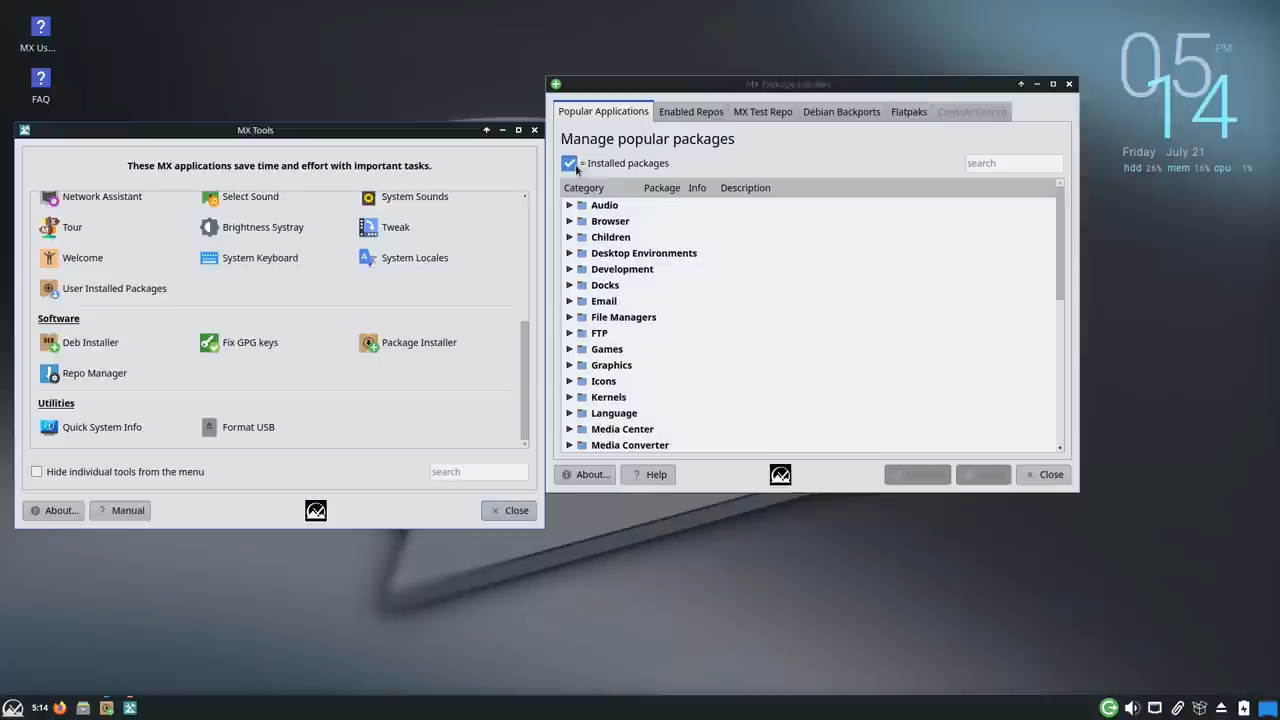 MX Us...
FAQ
05
PM
14
Friday July 21
hdd 26% mem 16% cpu 1%
MX Tools
These MX applications save time and effort with important tasks.
Network Assistant
Select Sound
System Sounds
Tour
Brightness Systray
Tweak
Welcome
System Keyboard
System Locales
User Installed Packages
Software
Deb Installer
Fix GPG keys
Package Installer
Repo Manager
Utilities
Quick System Info
Format USB
Hide individual tools from the menu
search
About...
? Manual
Close
MX Package Installer
Popular Applications
Enabled Repos
MX Test Repo
Debian Backports
Flatpaks
Console Output
Manage popular packages
= Installed packages
search
Category Package Info Description
Audio
Browser
Children
Desktop Environments
Development
Docks
Email
File Managers
FTP
Games
Graphics
Icons
Kernels
Language
Media Center
Media Converter
About...
? Help
Close
5:14